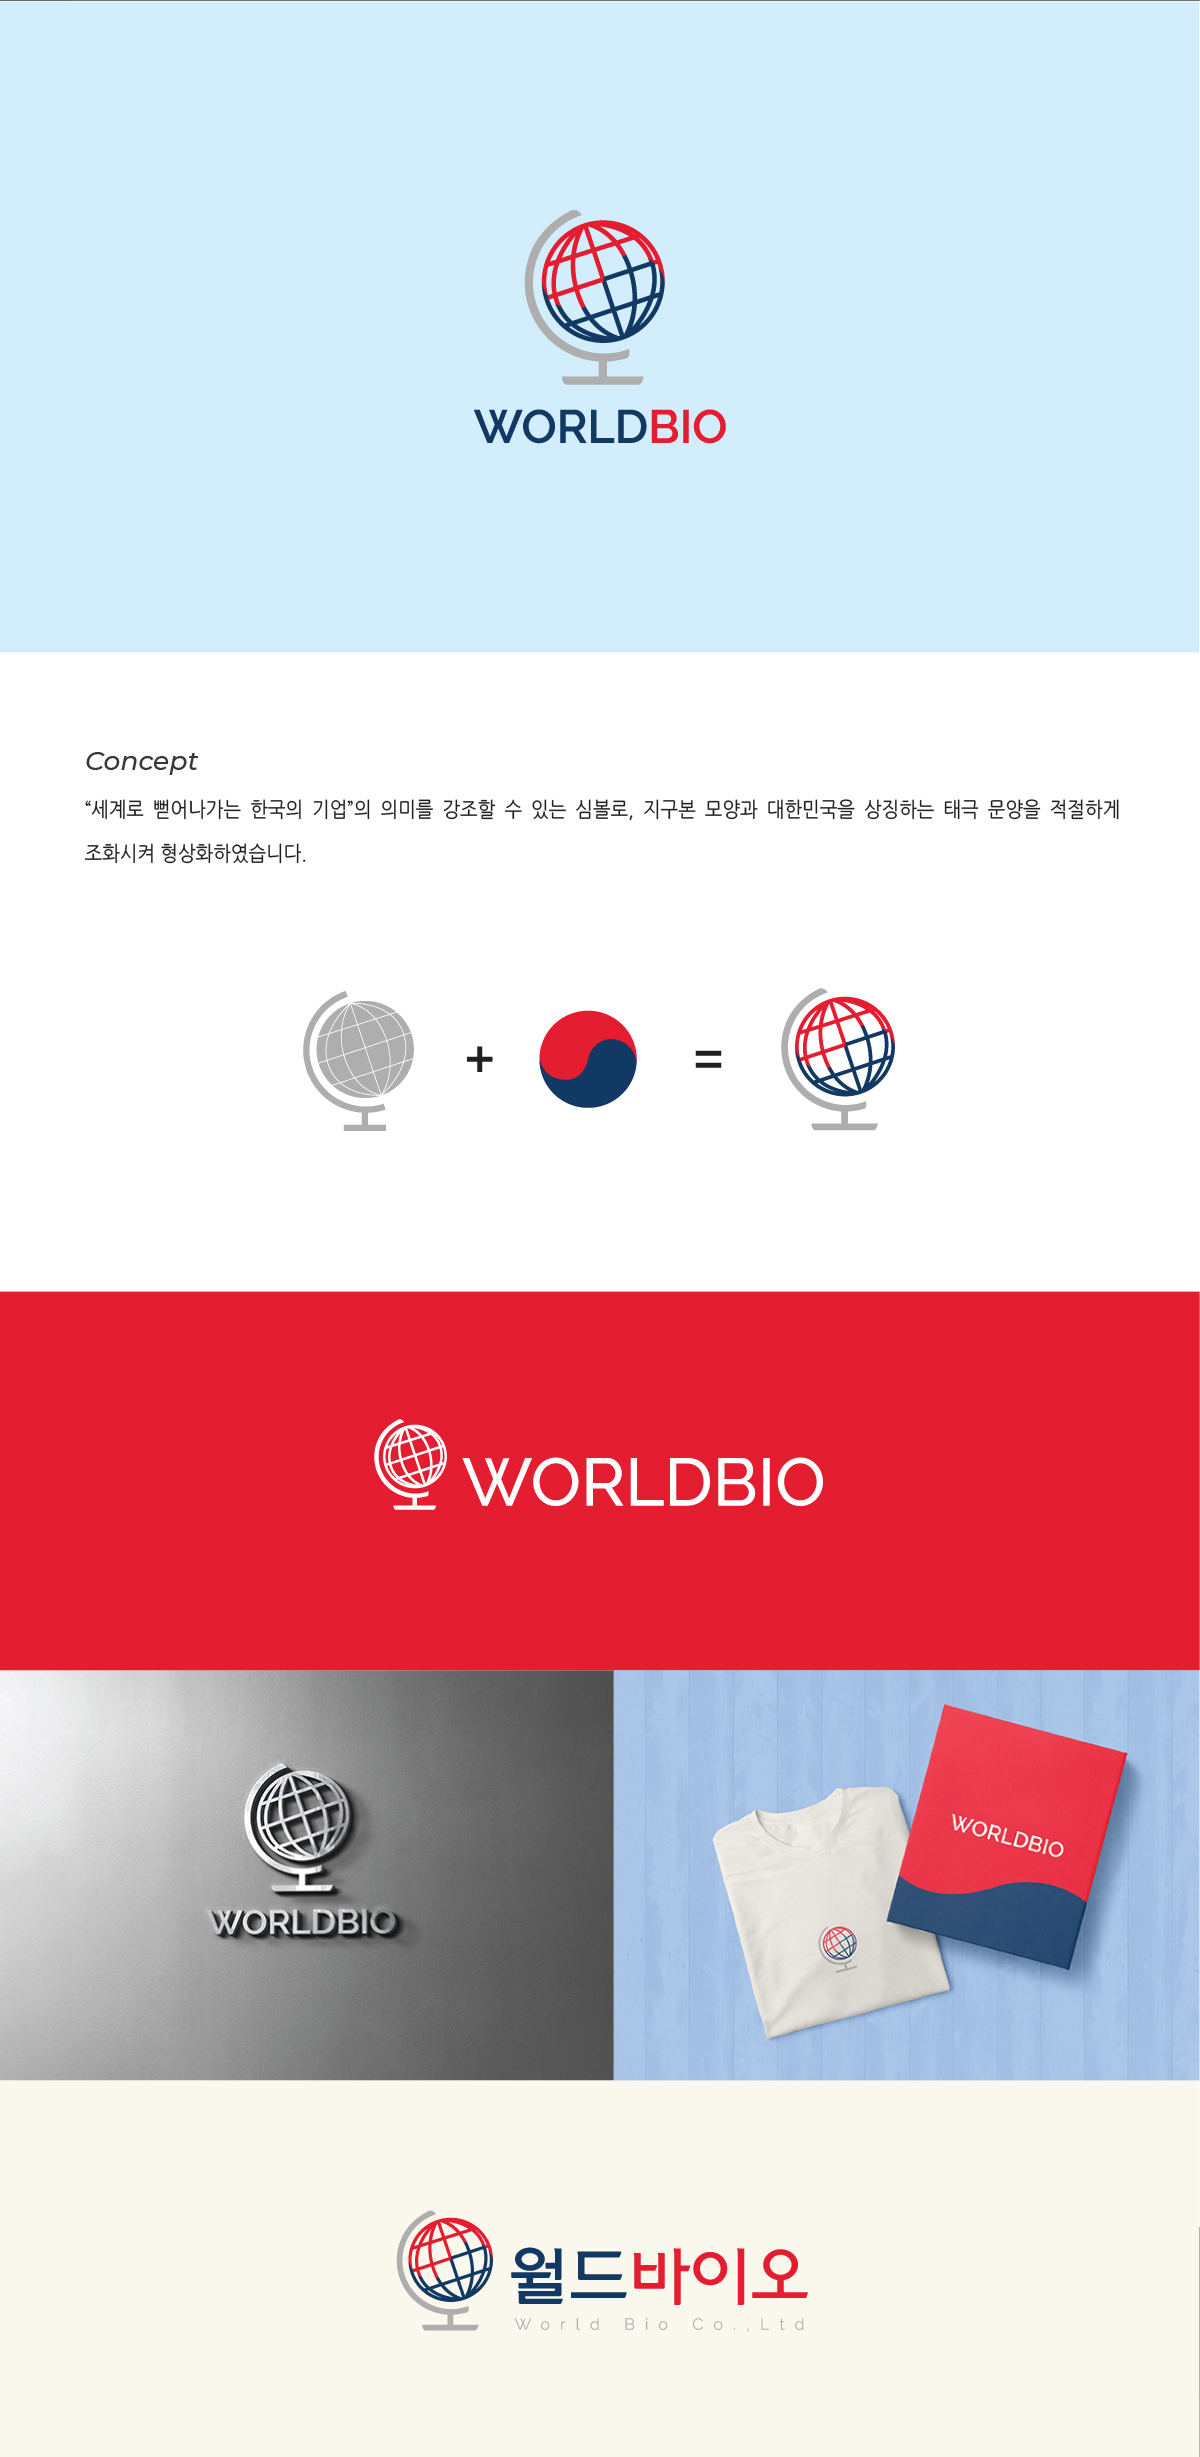 WORLDBIO
Concept
“세계로 뻗어나가는 한국의 기업”의 의미를 강조할 수 있는 심볼로, 지구본 모양과 대한민국을 상징하는 태극 문양을 적절하게
조화시켜 형상화하였습니다.
+ =
WORLDBIO
WORLDBIO
WORLDBIO
월드바이오
World Bio Co.,Ltd